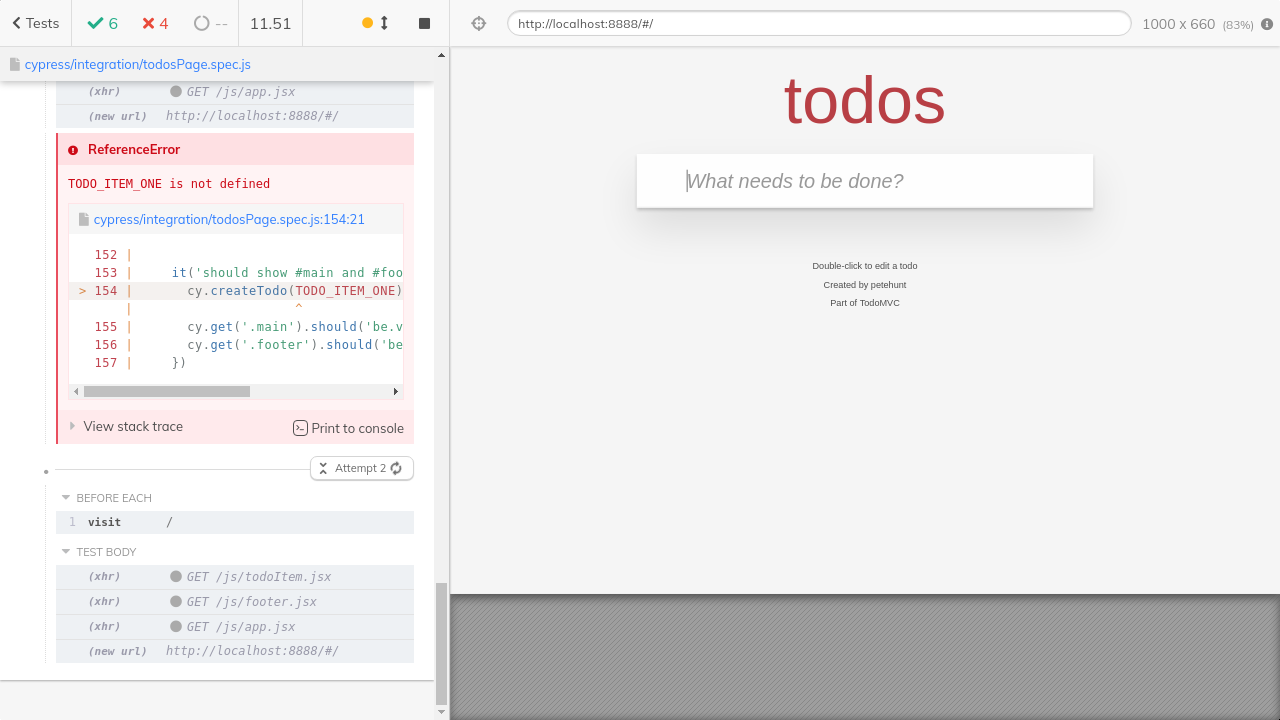 Tests
6
4
--
11.51
http://localhost:8888/#/
1000 x 660 (83%)
cypress/integration/todosPage.spec.js
(xhr) GET /js/app.jsx
(new url) http://localhost:8888/#/
ReferenceError
TODO_ITEM_ONE is not defined
cypress/integration/todosPage.spec.js:154:21
152 |
153 | it('should show #main and #foo
> 154 | cy.createTodo(TODO_ITEM_ONE)
| ^
155 | cy.get('.main').should('be.v
156 | cy.get('.footer').should('be
157 | })
View stack trace
Print to console
Attempt 2
BEFORE EACH
1 visit /
TEST BODY
(xhr) GET /js/todoItem.jsx
(xhr) GET /js/footer.jsx
(xhr) GET /js/app.jsx
(new url) http://localhost:8888/#/
todos
What needs to be done?
Double-click to edit a todo
Created by petehunt
Part of TodoMVC